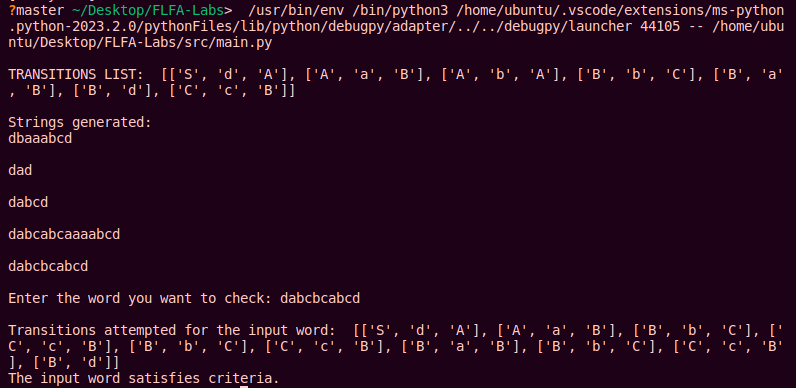 ?master ~/Desktop/FLFA-Labs>  /usr/bin/env /bin/python3 /home/ubuntu/.vscode/extensions/ms-python
.python-2023.2.0/pythonFiles/lib/python/debugpy/adapter/../../debugpy/launcher 44105 -- /home/ubu
ntu/Desktop/FLFA-Labs/src/main.py
TRANSITIONS LIST:  [['S', 'd', 'A'], ['A', 'a', 'B'], ['A', 'b', 'A'], ['B', 'b', 'C'], ['B', 'a'
, 'B'], ['B', 'd'], ['C', 'c', 'B']]
Strings generated:
dbaaabcd
dad
dabcd
dabcabcaaaabcd
dabcbcabcd
Enter the word you want to check: dabcbcabcd
Transitions attempted for the input word:  [['S', 'd', 'A'], ['A', 'a', 'B'], ['B', 'b', 'C'], ['
C', 'c', 'B'], ['B', 'b', 'C'], ['C', 'c', 'B'], ['B', 'a', 'B'], ['B', 'b', 'C'], ['C', 'c', 'B'
], ['B', 'd']]
The input word satisfies criteria.